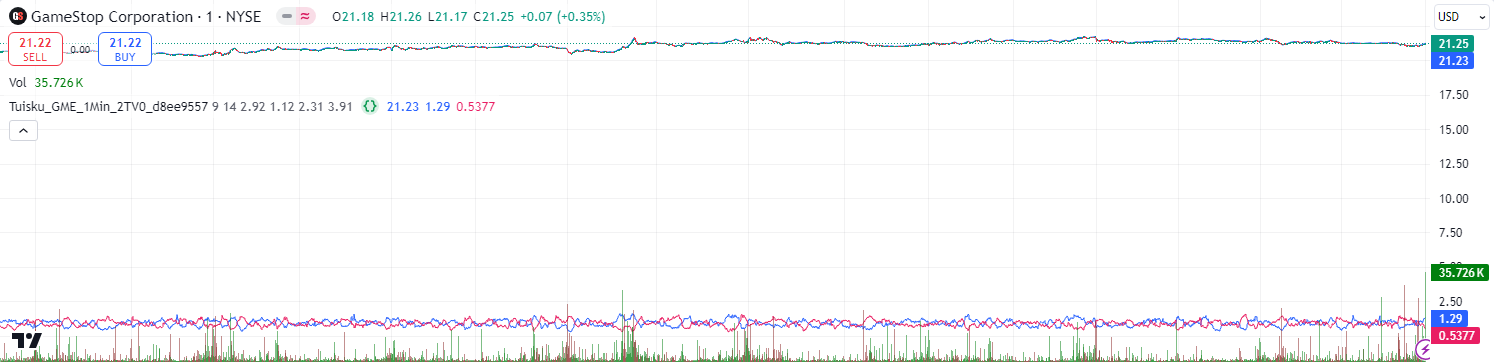 GameStop Corporation · 1 · NYSE O21.18 H21.26 L21.17 C21.25 +0.07 (+0.35%)
USD
21.22 SELL
0.00
21.22 BUY
21.25
21.23
Vol 35.726 K
17.50
Tuisku_GME_1Min_2TV0_d8ee9557 9 14 2.92 1.12 2.31 3.91 {} 21.23 1.29 0.5377
15.00
12.50
10.00
7.50
5.00
35.726 K
2.50
1.29
0.5377